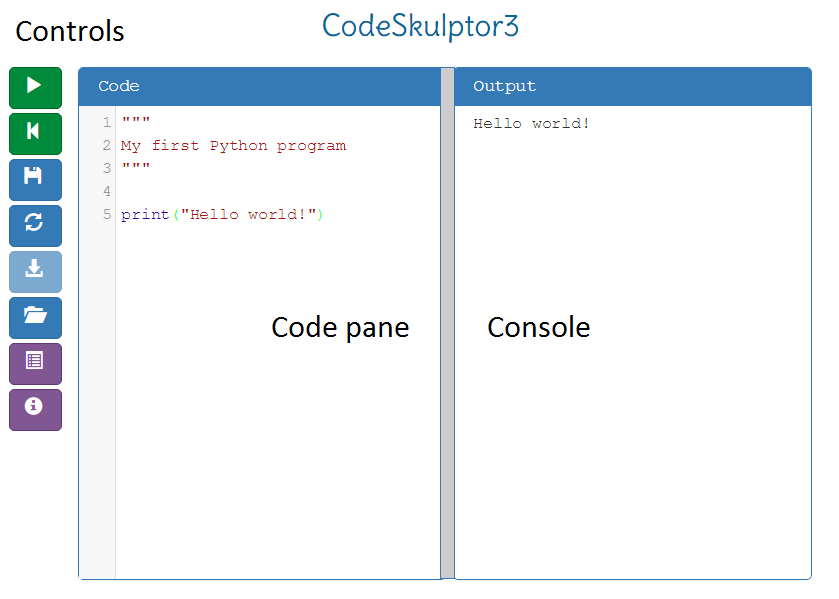 Controls
CodeSkulptor3
Code
Output
1 """
2 My first Python program
3 """
4
5 print("Hello world!")
Hello world!
Code pane
Console